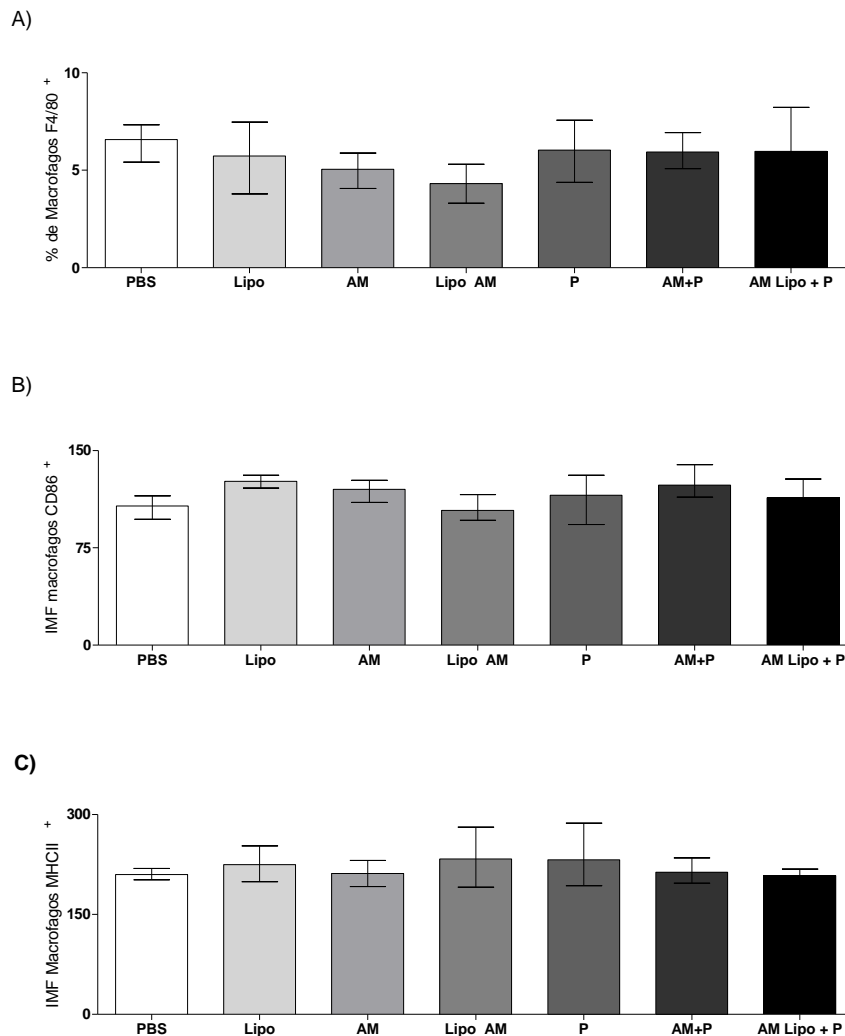 A)
% de Macrofagos F4/80 +
10
5
0
PBS Lipo AM Lipo AM P AM+P AM Lipo + P
B)
IMF macrofagos CD86 +
150
75
0
PBS Lipo AM Lipo AM P AM+P AM Lipo + P
C)
IMF Macrofagos MHCII +
300
150
0
PBS Lipo AM Lipo AM P AM+P AM Lipo + P